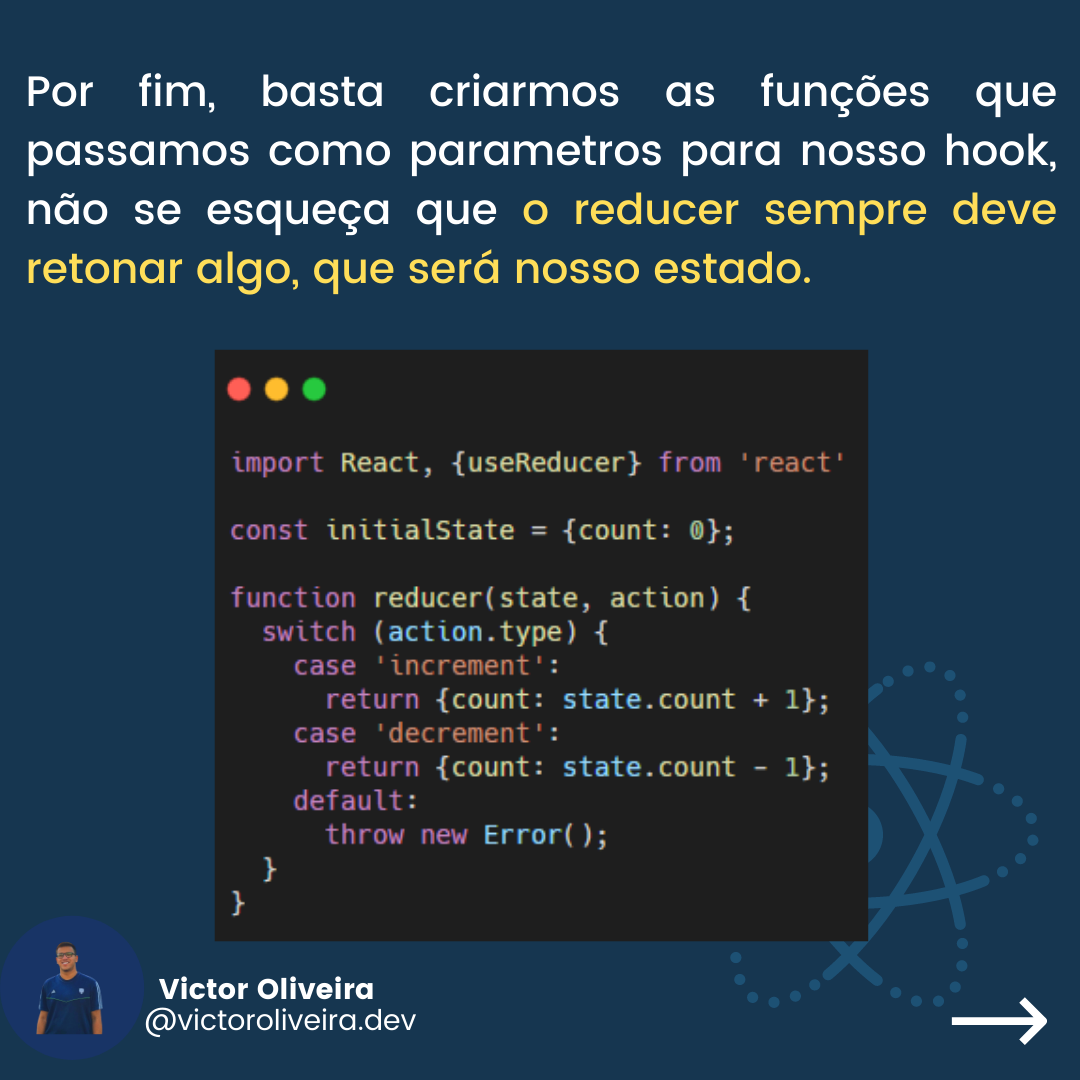 Por fim, basta criarmos as funções que
passamos como parametros para nosso hook,
não se esqueça que o reducer sempre deve
retonar algo, que será nosso estado.
import React, {useReducer} from 'react'
const initialState = {count: 0};
function reducer(state, action) {
  switch (action.type) {
    case 'increment':
      return {count: state.count + 1};
    case 'decrement':
      return {count: state.count - 1};
    default:
      throw new Error();
  }
}
Victor Oliveira
@victoroliveira.dev